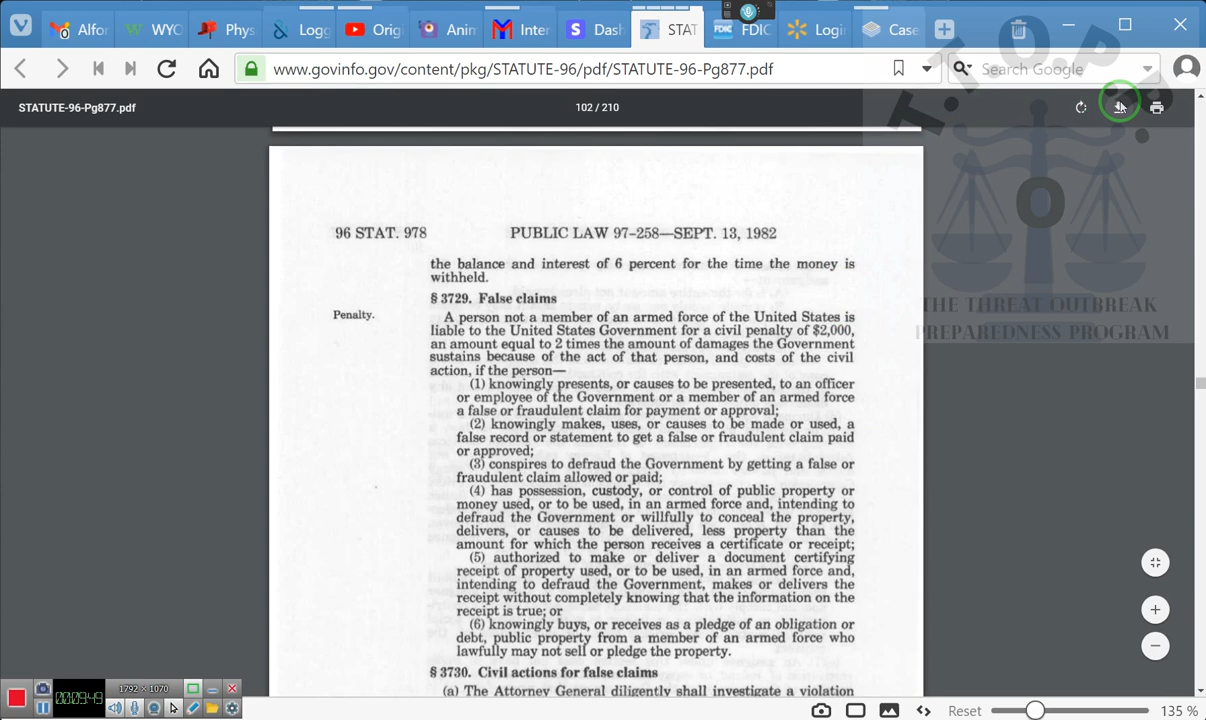 Alfor
WYO
Phys
Logg
Orig
Anin
Inter
Dash
STAT
FDIC
Logi
Case
www.govinfo.gov/content/pkg/STATUTE-96/pdf/STATUTE-96-Pg877.pdf
Search Google
STATUTE-96-Pg877.pdf
102 / 210
T.T.O.P.P.
THE THREAT OUTBREAK
PREPAREDNESS PROGRAM
96 STAT. 978
PUBLIC LAW 97-258—SEPT. 13, 1982
the balance and interest of 6 percent for the time the money is
withheld.
§ 3729. False claims
Penalty.
A person not a member of an armed force of the United States is
liable to the United States Government for a civil penalty of $2,000,
an amount equal to 2 times the amount of damages the Government
sustains because of the act of that person, and costs of the civil
action, if the person—
(1) knowingly presents, or causes to be presented, to an officer
or employee of the Government or a member of an armed force
a false or fraudulent claim for payment or approval;
(2) knowingly makes, uses, or causes to be made or used, a
false record or statement to get a false or fraudulent claim paid
or approved;
(3) conspires to defraud the Government by getting a false or
fraudulent claim allowed or paid;
(4) has possession, custody, or control of public property or
money used, or to be used, in an armed force and, intending to
defraud the Government or willfully to conceal the property,
delivers, or causes to be delivered, less property than the
amount for which the person receives a certificate or receipt;
(5) authorized to make or deliver a document certifying
receipt of property used, or to be used, in an armed force and,
intending to defraud the Government, makes or delivers the
receipt without completely knowing that the information on the
receipt is true; or
(6) knowingly buys, or receives as a pledge of an obligation or
debt, public property from a member of an armed force who
lawfully may not sell or pledge the property.
§ 3730. Civil actions for false claims
(a) The Attorney General diligently shall investigate a violation
1792 × 1070
00:09:49
Reset
135 %